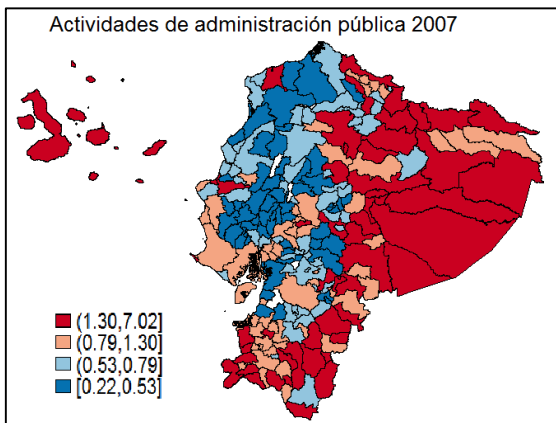 Actividades de administración pública 2007
(1.30,7.02]
(0.79,1.30]
(0.53,0.79]
[0.22,0.53]